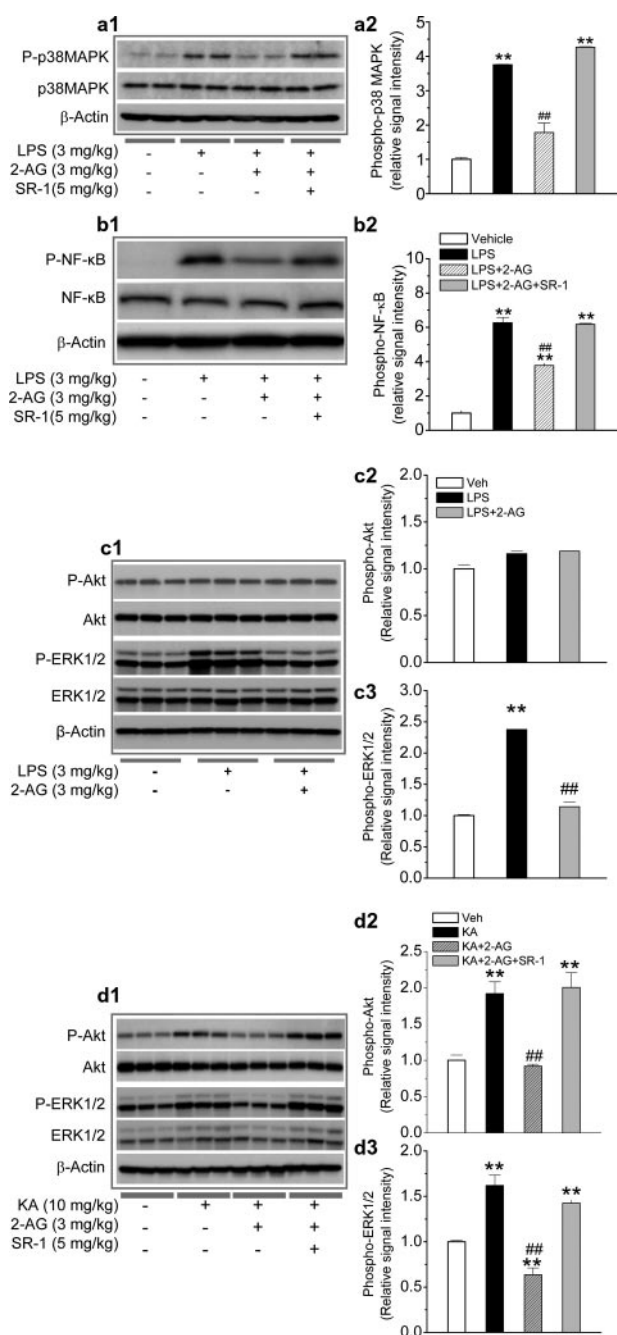 a1
P-p38MAPK
p38MAPK
β-Actin
LPS (3 mg/kg) - + + +
2-AG (3 mg/kg) - - + +
SR-1(5 mg/kg) - - - +
a2
Phospho-p38 MAPK
(relative signal intensity)
6
4
2
0
**
##
**
b1
P-NF-κB
NF-κB
β-Actin
LPS (3 mg/kg) - + + +
2-AG (3 mg/kg) - - + +
SR-1(5 mg/kg) - - - +
b2
Vehicle
LPS
LPS+2-AG
LPS+2-AG+SR-1
Phospho-NF-κB
(relative signal intensity)
10
8
6
4
2
0
**
##
**
**
c1
P-Akt
Akt
P-ERK1/2
ERK1/2
β-Actin
LPS (3 mg/kg) - + +
2-AG (3 mg/kg) - - +
c2
Veh
LPS
LPS+2-AG
Phospho-Akt
(Relative signal intensity)
2.0
1.5
1.0
0.5
0.0
c3
Phospho-ERK1/2
(Relative signal intensity)
3.0
2.5
2.0
1.5
1.0
0.5
0.0
**
##
d1
P-Akt
Akt
P-ERK1/2
ERK1/2
β-Actin
KA (10 mg/kg) - + + +
2-AG (3 mg/kg) - - + +
SR-1 (5 mg/kg) - - - +
d2
Veh
KA
KA+2-AG
KA+2-AG+SR-1
Phospho-Akt
(Relative signal intensity)
2.5
2.0
1.5
1.0
0.5
0.0
**
##
**
d3
Phospho-ERK1/2
(Relative signal intensity)
2.0
1.5
1.0
0.5
0.0
**
##
**
**